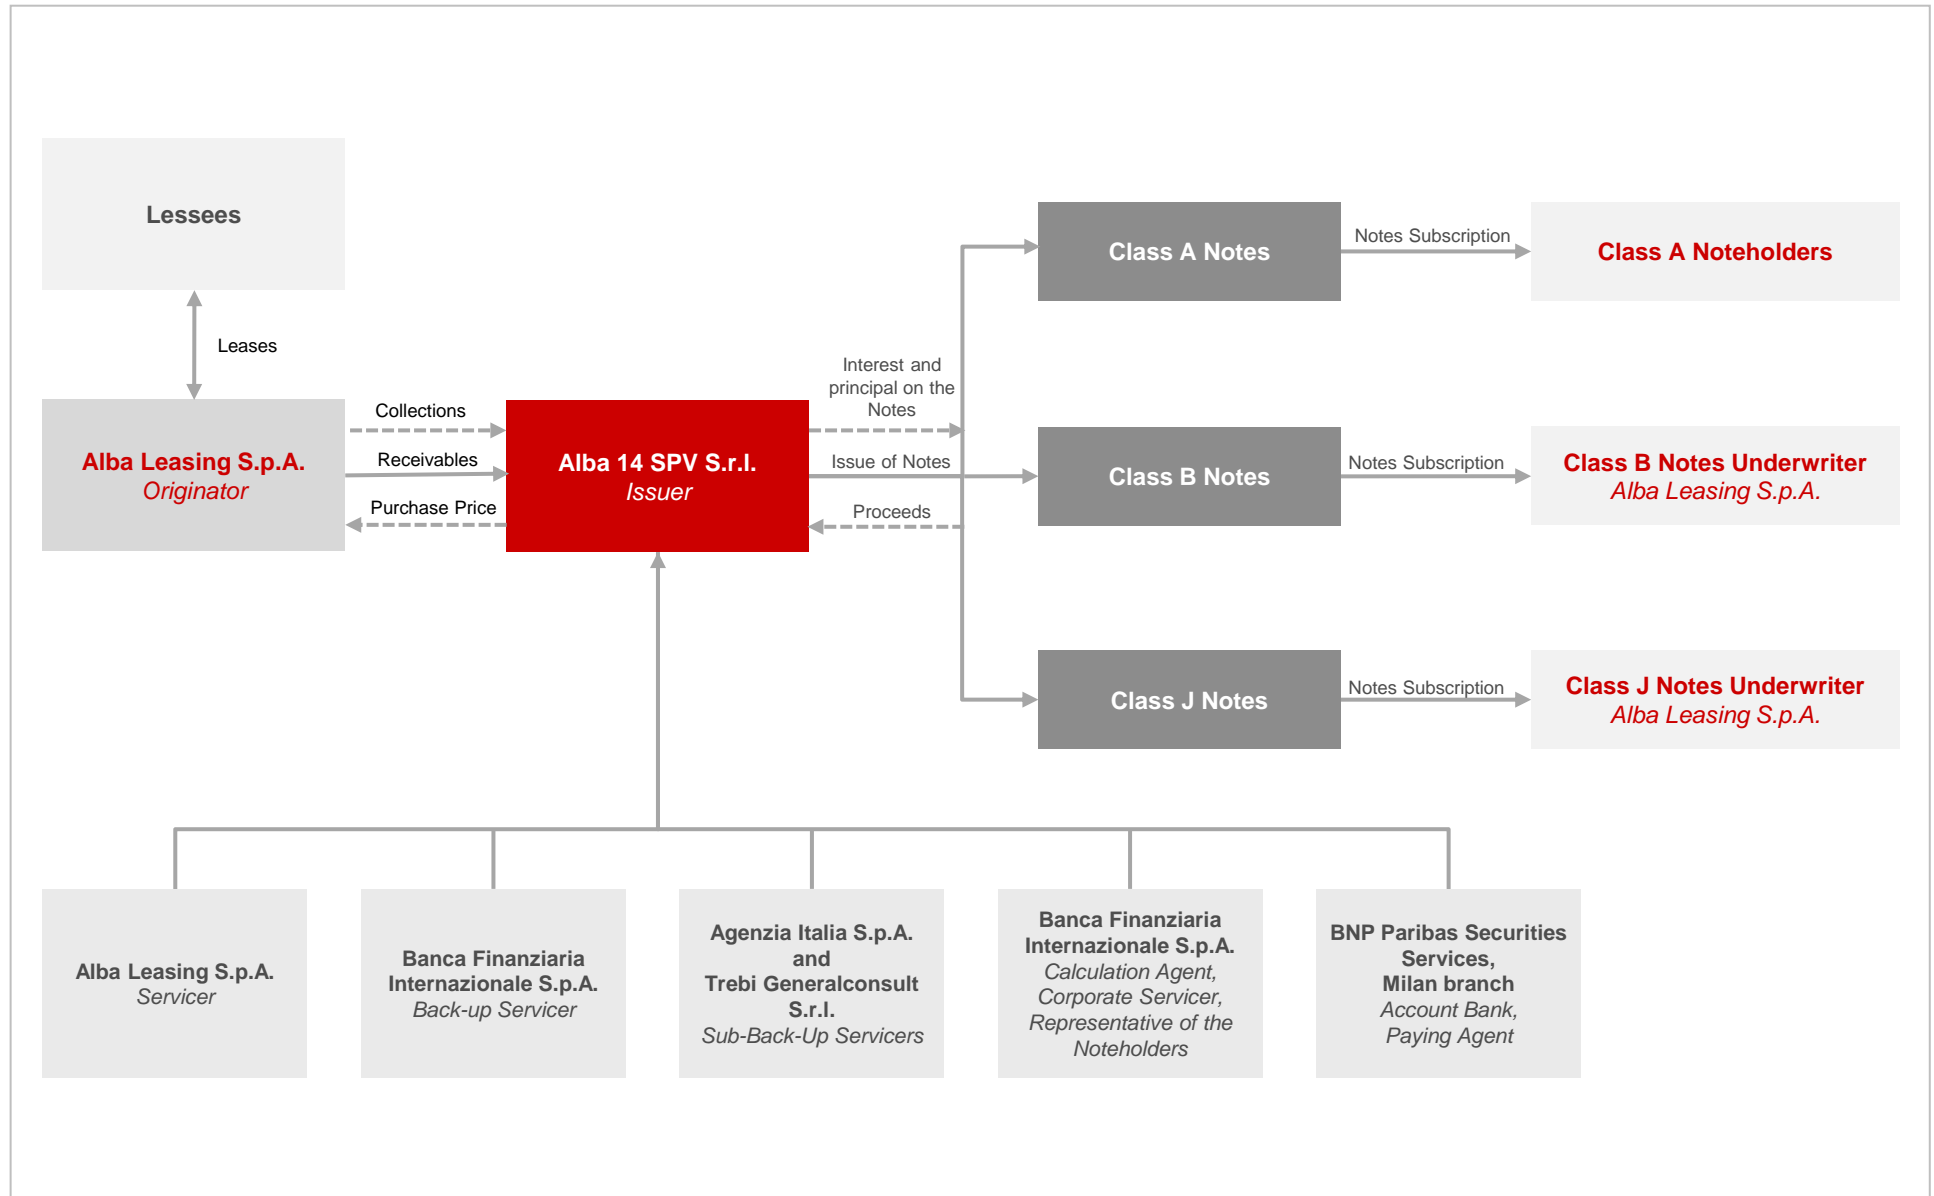 Lessees
Leases
Alba Leasing S.p.A.
Originator
Collections
Receivables
Purchase Price
Alba 14 SPV S.r.l.
Issuer
Interest and
principal on the
Notes
Issue of Notes
Proceeds
Class A Notes
Notes Subscription
Class A Noteholders
Class B Notes
Notes Subscription
Class B Notes Underwriter
Alba Leasing S.p.A.
Class J Notes
Notes Subscription
Class J Notes Underwriter
Alba Leasing S.p.A.
Alba Leasing S.p.A.
Servicer
Banca Finanziaria
Internazionale S.p.A.
Back-up Servicer
Agenzia Italia S.p.A.
and
Trebi Generalconsult
S.r.l.
Sub-Back-Up Servicers
Banca Finanziaria
Internazionale S.p.A.
Calculation Agent,
Corporate Servicer,
Representative of the
Noteholders
BNP Paribas Securities
Services,
Milan branch
Account Bank,
Paying Agent